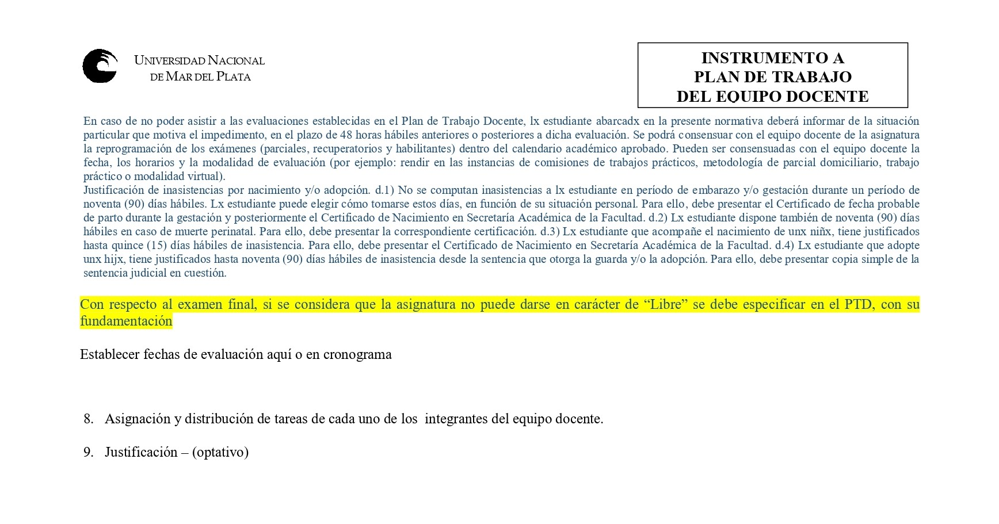 UNIVERSIDAD NACIONAL
DE MAR DEL PLATA
INSTRUMENTO A
PLAN DE TRABAJO
DEL EQUIPO DOCENTE
En caso de no poder asistir a las evaluaciones establecidas en el Plan de Trabajo Docente, lx estudiante abarcadx en la presente normativa deberá informar de la situación
particular que motiva el impedimento, en el plazo de 48 horas hábiles anteriores o posteriores a dicha evaluación. Se podrá consensuar con el equipo docente de la asignatura
la reprogramación de los exámenes (parciales, recuperatorios y habilitantes) dentro del calendario académico aprobado. Pueden ser consensuadas con el equipo docente la
fecha, los horarios y la modalidad de evaluación (por ejemplo: rendir en las instancias de comisiones de trabajos prácticos, metodología de parcial domiciliario, trabajo
práctico o modalidad virtual).
Justificación de inasistencias por nacimiento y/o adopción. d.1) No se computan inasistencias a lx estudiante en período de embarazo y/o gestación durante un período de
noventa (90) días hábiles. Lx estudiante puede elegir cómo tomarse estos días, en función de su situación personal. Para ello, debe presentar el Certificado de fecha probable
de parto durante la gestación y posteriormente el Certificado de Nacimiento en Secretaría Académica de la Facultad. d.2) Lx estudiante dispone también de noventa (90) días
hábiles en caso de muerte perinatal. Para ello, debe presentar la correspondiente certificación. d.3) Lx estudiante que acompañe el nacimiento de unx niñx, tiene justificados
hasta quince (15) días hábiles de inasistencia. Para ello, debe presentar el Certificado de Nacimiento en Secretaría Académica de la Facultad. d.4) Lx estudiante que adopte
unx hijx, tiene justificados hasta noventa (90) días hábiles de inasistencia desde la sentencia que otorga la guarda y/o la adopción. Para ello, debe presentar copia simple de la
sentencia judicial en cuestión.
Con respecto al examen final, si se considera que la asignatura no puede darse en carácter de “Libre” se debe especificar en el PTD, con su
fundamentación
Establecer fechas de evaluación aquí o en cronograma
8. Asignación y distribución de tareas de cada uno de los integrantes del equipo docente.
9. Justificación – (optativo)